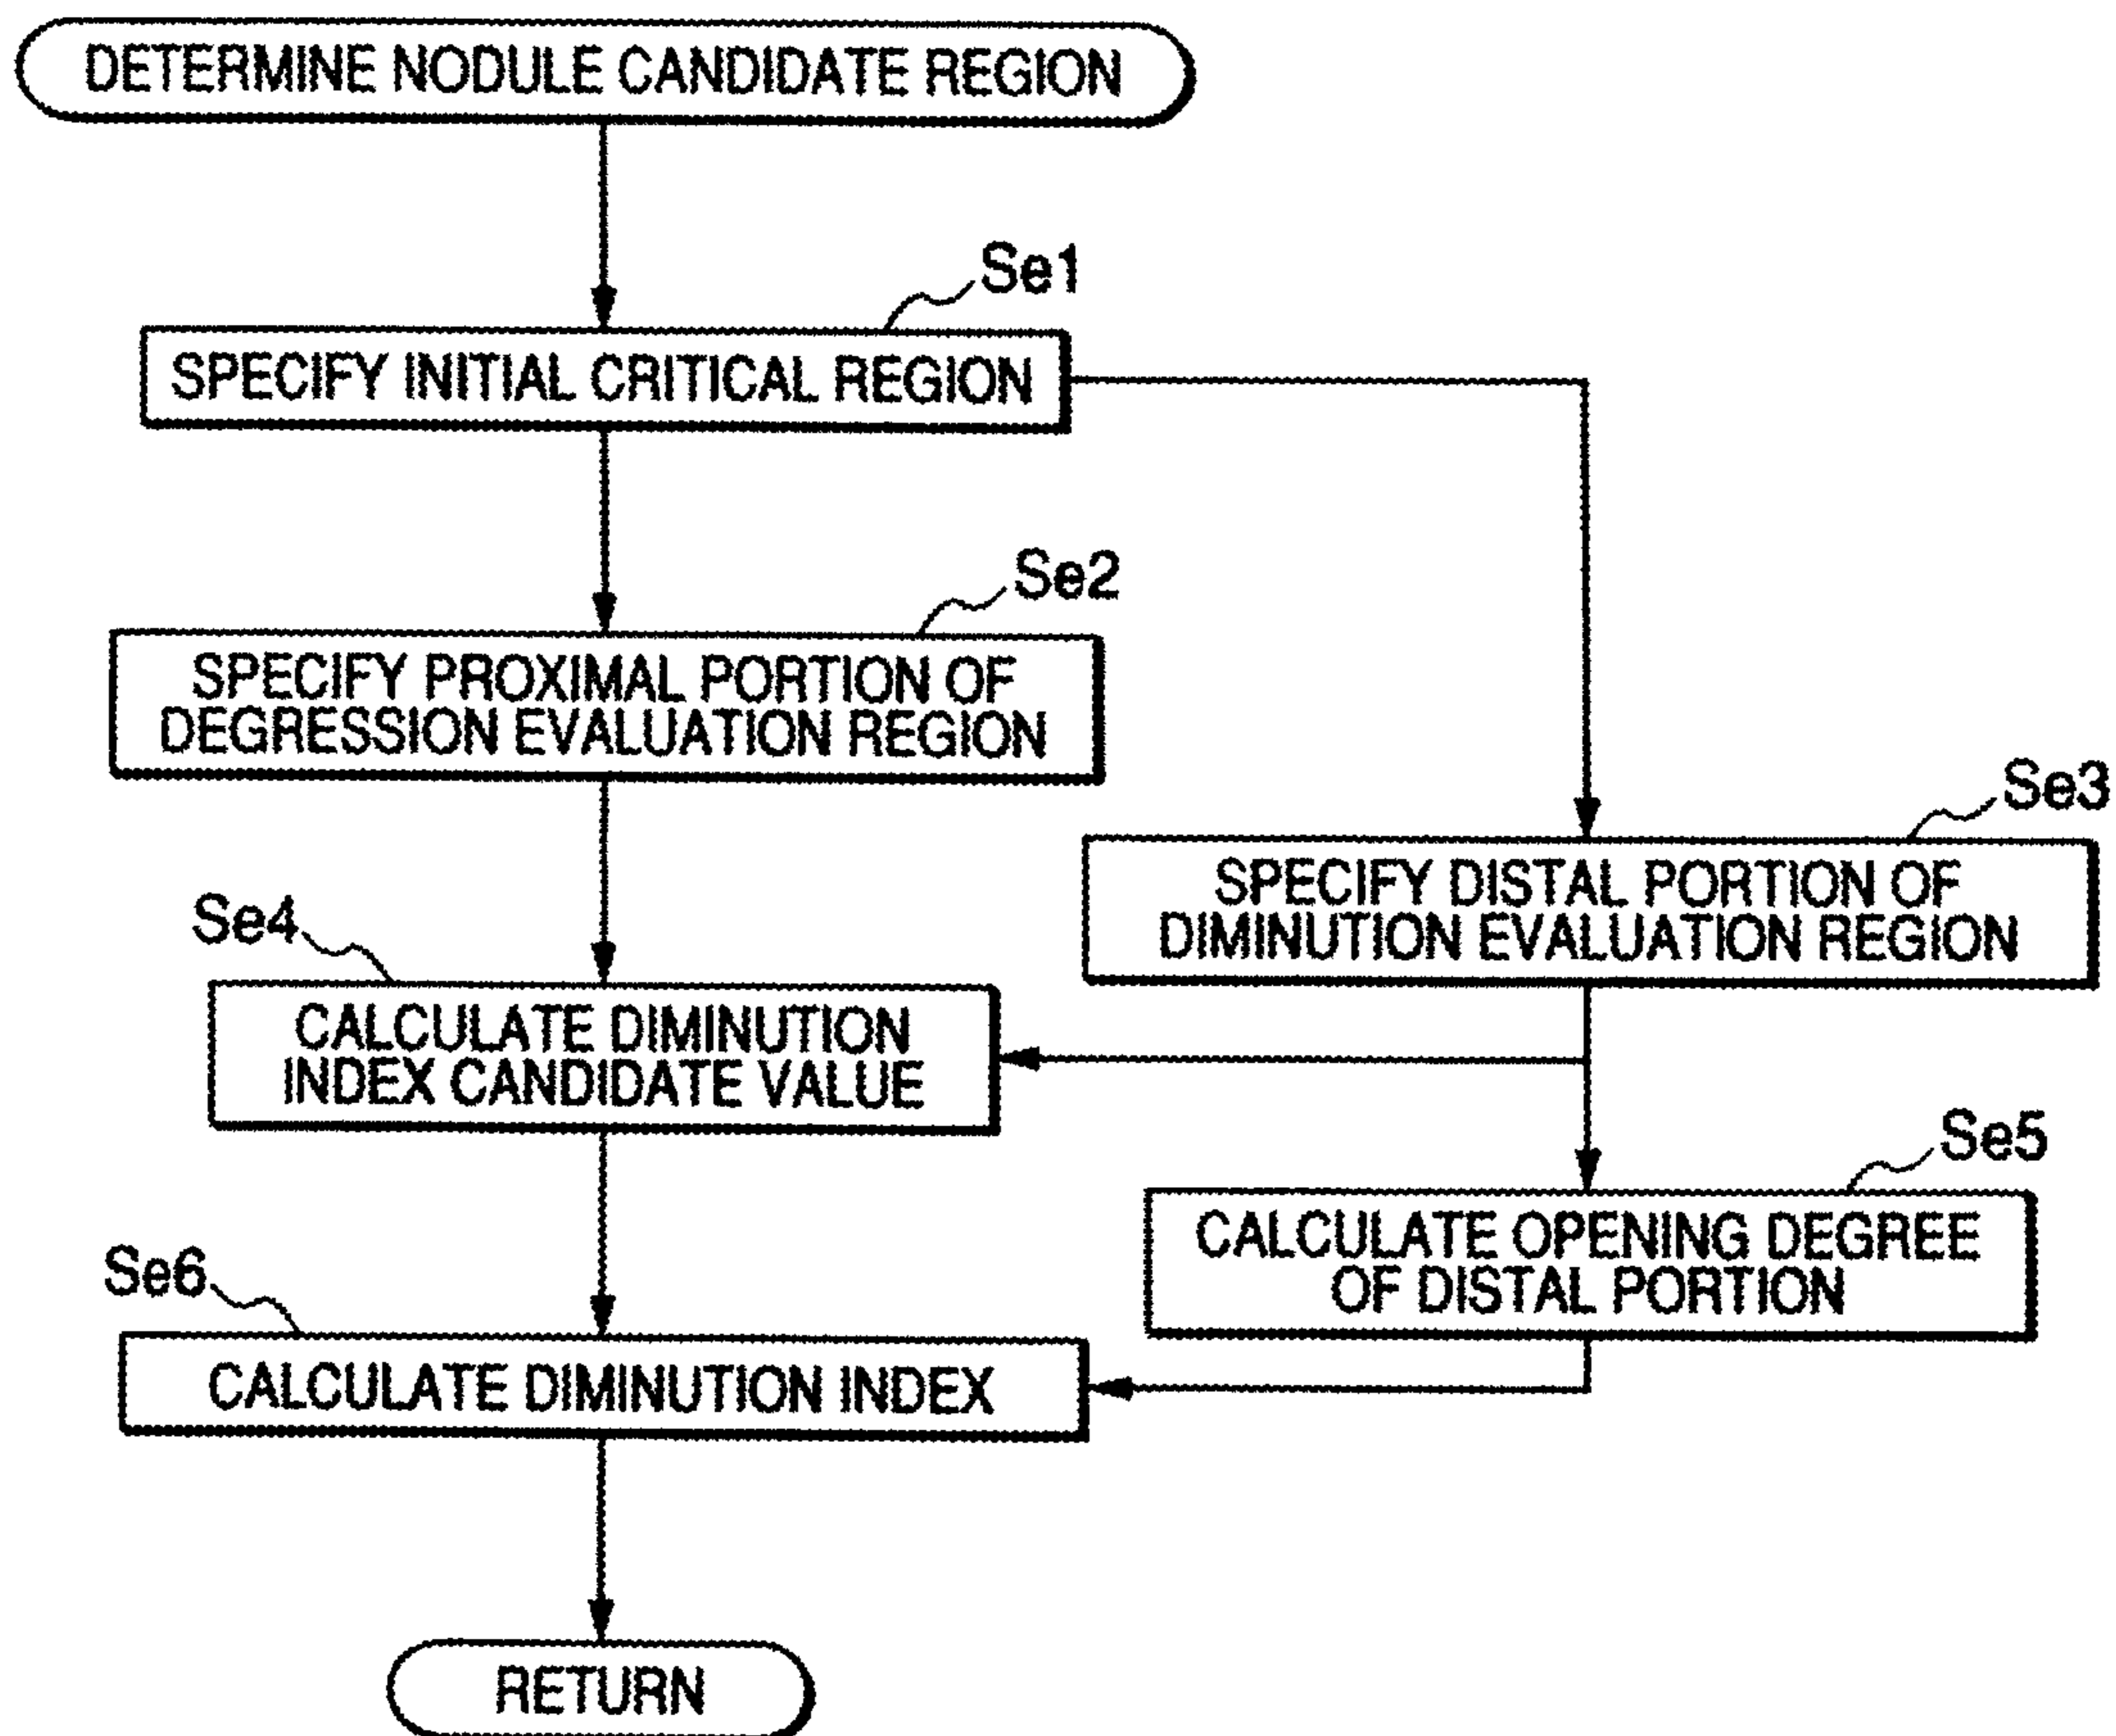 DETERMINE NODULE CANDIDATE REGION
Se1
SPECIFY INITIAL CRITICAL REGION
Se2
SPECIFY PROXIMAL PORTION OF
DEGRESSION EVALUATION REGION
Se3
SPECIFY DISTAL PORTION OF
DIMINUTION EVALUATION REGION
Se4
CALCULATE DIMINUTION
INDEX CANDIDATE VALUE
Se5
CALCULATE OPENING DEGREE
OF DISTAL PORTION
Se6
CALCULATE DIMINUTION INDEX
RETURN